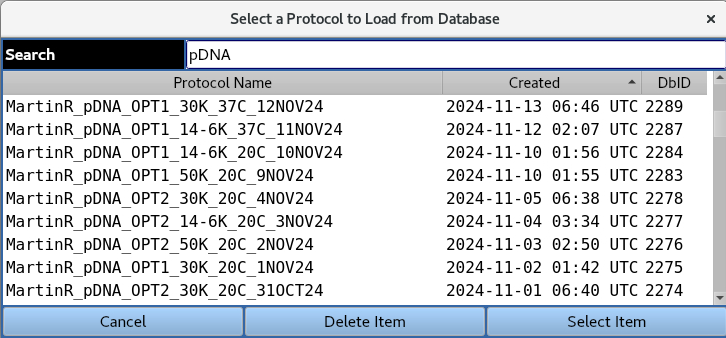 Select a Protocol to Load from Database ×
Search pDNA
Protocol Name Created DbID
MartinR_pDNA_OPT1_30K_37C_12NOV24 2024-11-13 06:46 UTC 2289
MartinR_pDNA_OPT1_14-6K_37C_11NOV24 2024-11-12 02:07 UTC 2287
MartinR_pDNA_OPT1_14-6K_20C_10NOV24 2024-11-10 01:56 UTC 2284
MartinR_pDNA_OPT1_50K_20C_9NOV24 2024-11-10 01:55 UTC 2283
MartinR_pDNA_OPT2_30K_20C_4NOV24 2024-11-05 06:38 UTC 2278
MartinR_pDNA_OPT2_14-6K_20C_3NOV24 2024-11-04 03:34 UTC 2277
MartinR_pDNA_OPT2_50K_20C_2NOV24 2024-11-03 02:50 UTC 2276
MartinR_pDNA_OPT1_30K_20C_1NOV24 2024-11-02 01:42 UTC 2275
MartinR_pDNA_OPT2_30K_20C_31OCT24 2024-11-01 06:40 UTC 2274
Cancel Delete Item Select Item